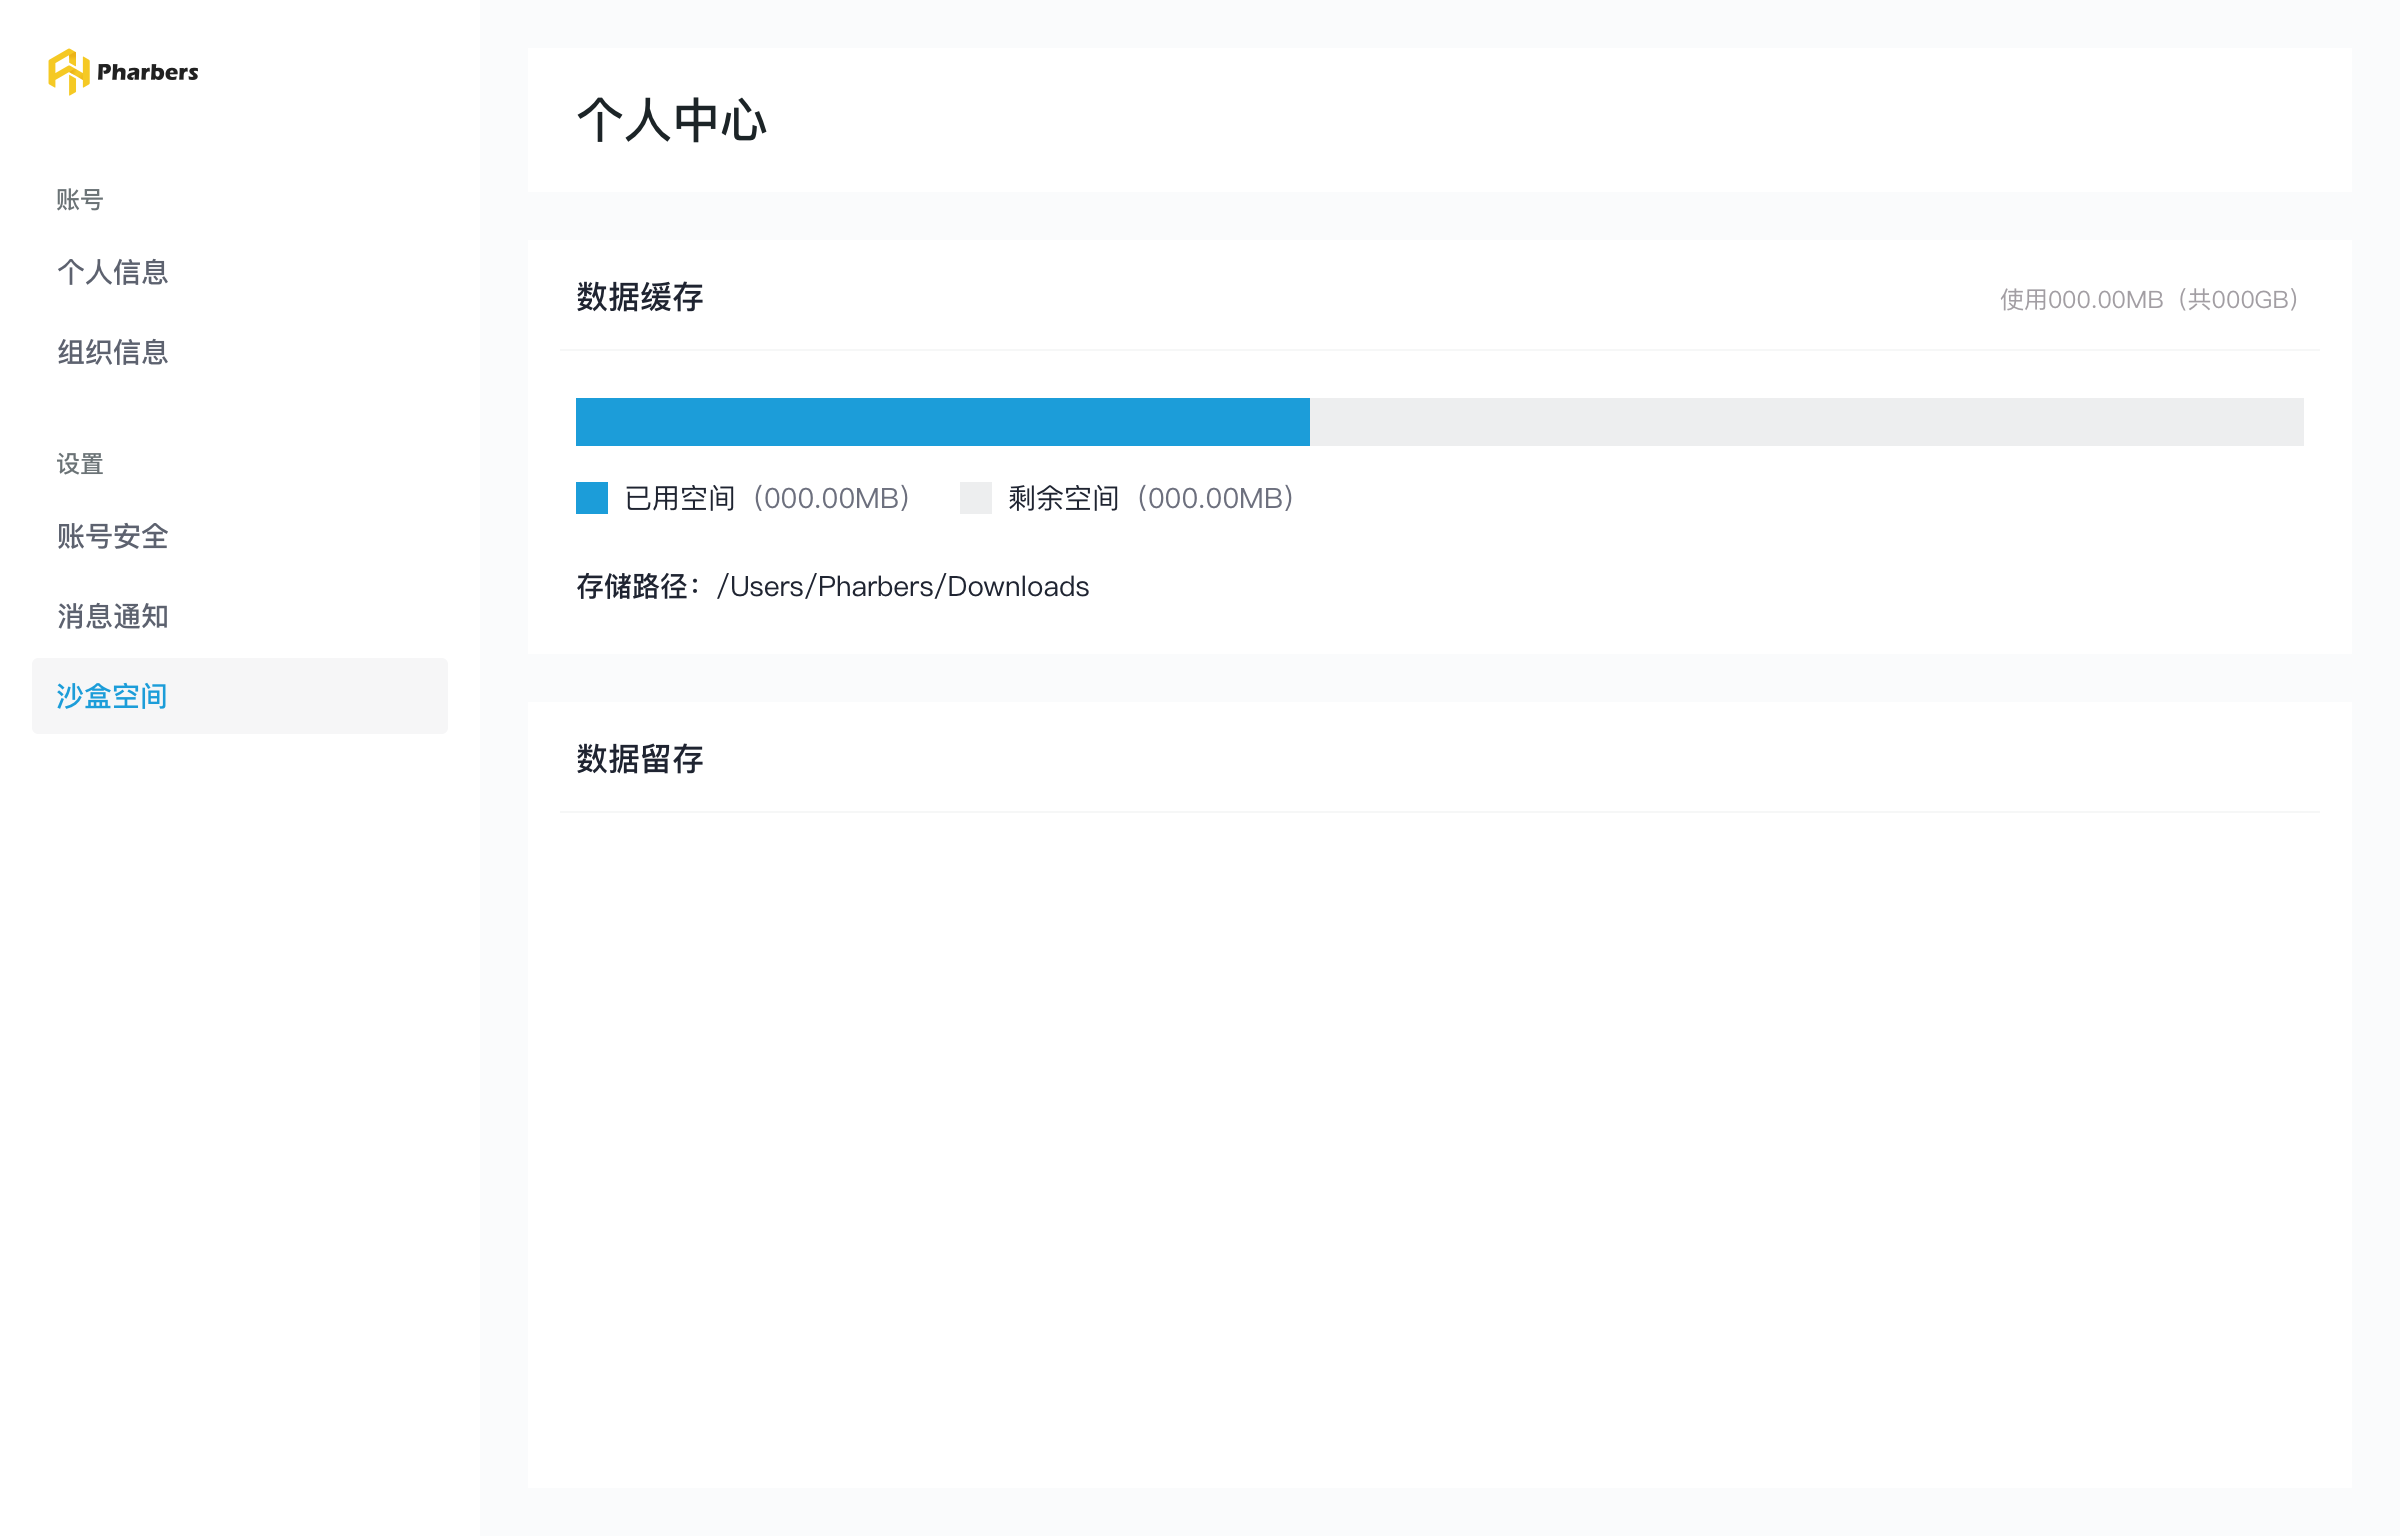 Pharbers
账号
个人信息
组织信息
设置
账号安全
消息通知
沙盒空间
个人中心
数据缓存
使用000.00MB（共000GB）
已用空间（000.00MB）
剩余空间（000.00MB）
存储路径：/Users/Pharbers/Downloads
数据留存